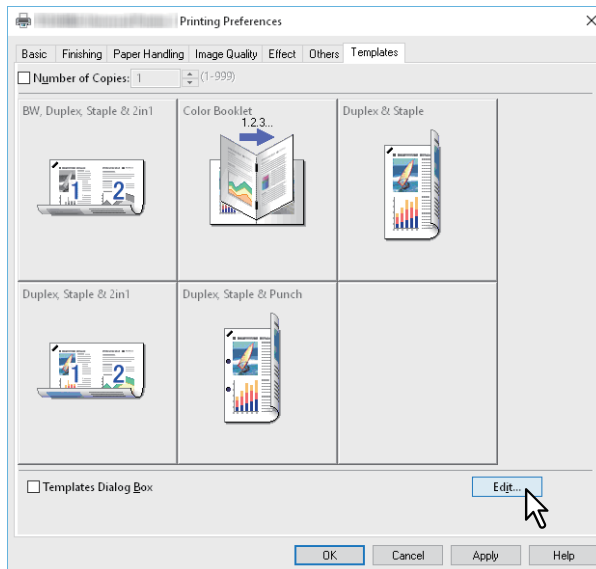 Printing Preferences
Basic Finishing Paper Handling Image Quality Effect Others Templates
Number of Copies: 1 (1-999)
BW, Duplex, Staple & 2in1 Color Booklet Duplex & Staple
1.2.3...
1 2
Duplex, Staple & 2in1 Duplex, Staple & Punch
1 2
Templates Dialog Box Edit...
OK Cancel Apply Help